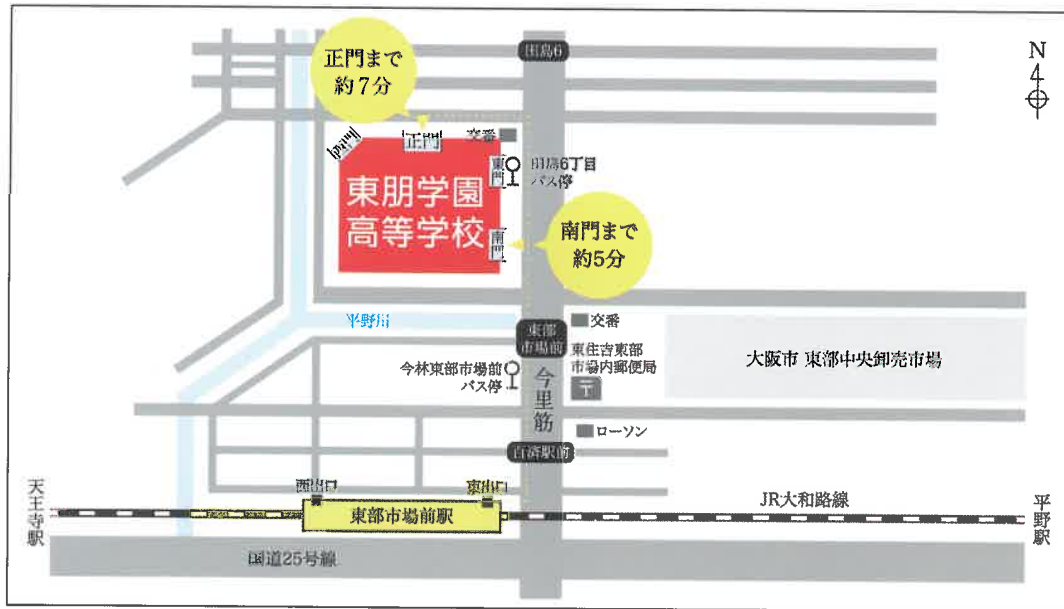 田島6
正門まで
約7分
N
正門
西門
交番
東門
田島6丁目
バス停
東朋学園
高等学校
南門
南門まで
約5分
平野川
東部
市場前
交番
東住吉東部
市場内郵便局
〒
大阪市 東部中央卸売市場
今林東部市場前
バス停
今里筋
ローソン
百済駅前
西出口
東出口
東部市場前駅
JR大和路線
天王寺駅
平野駅
国道25号線